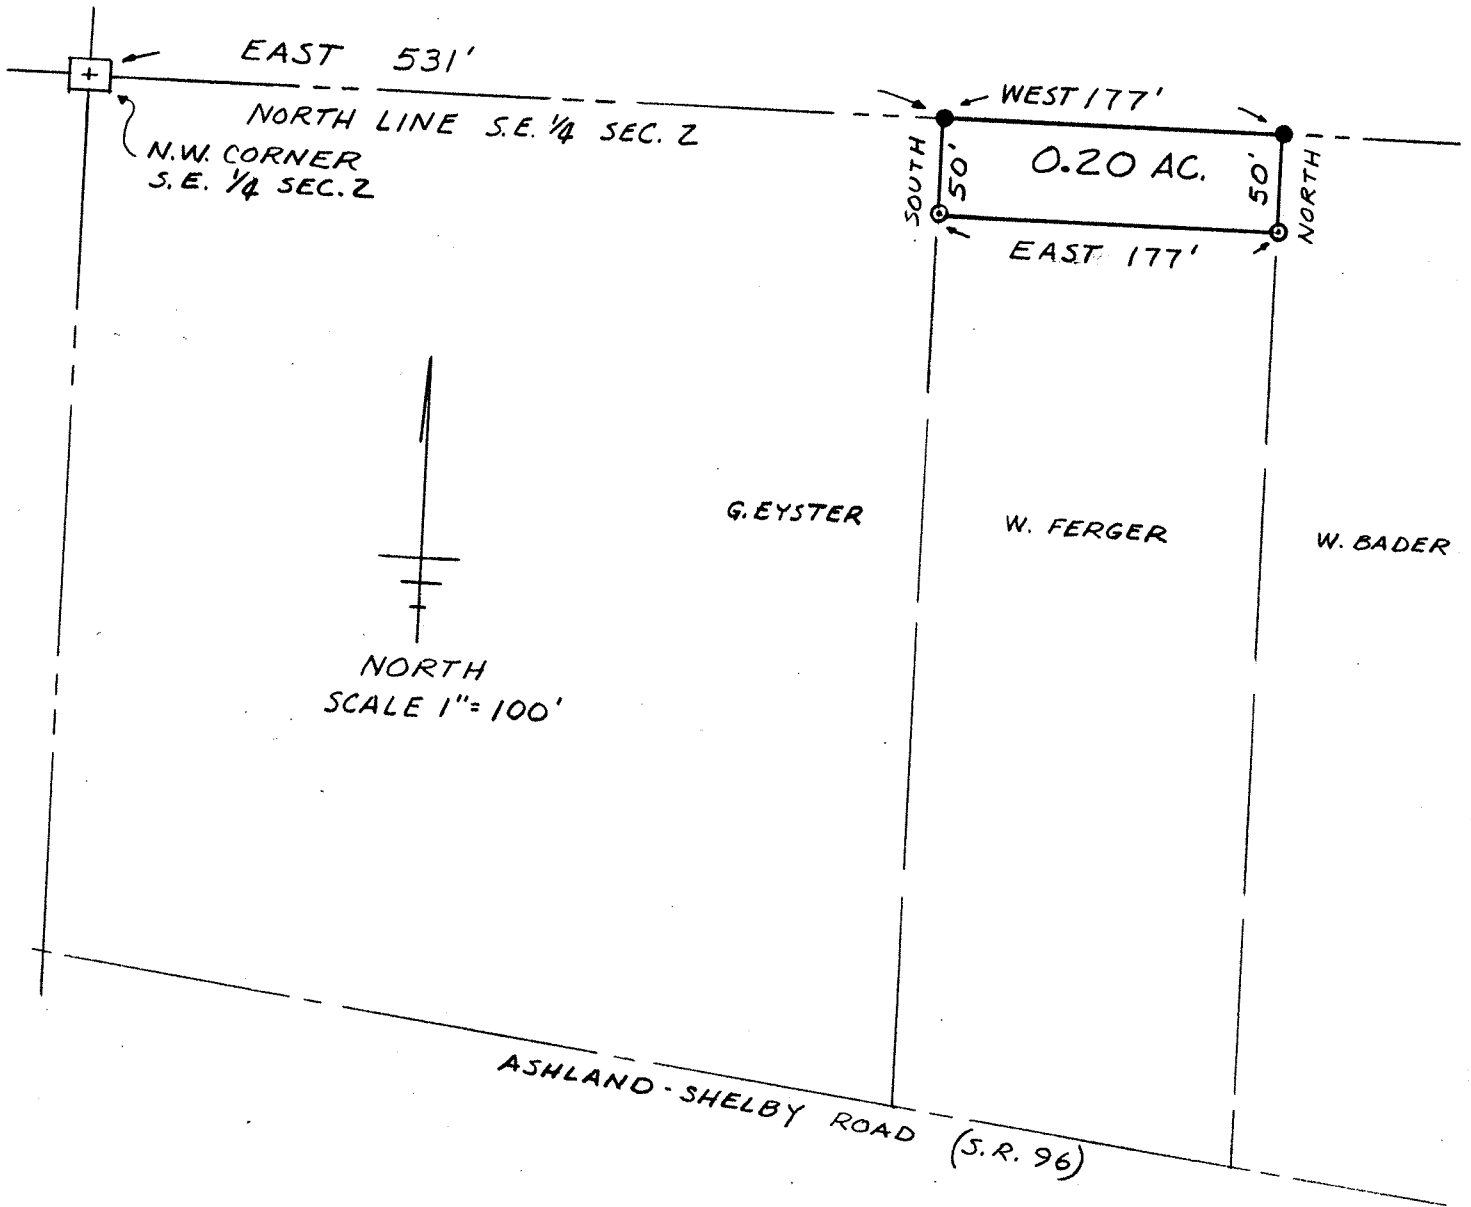 EAST 531'
NORTH LINE S.E. 1/4 SEC. 2
N.W. CORNER
S.E. 1/4 SEC. 2
WEST 177'
0.20 AC.
SOUTH
50'
50'
NORTH
EAST 177'
G. EYSTER
W. FERGER
W. BADER
NORTH
SCALE 1"= 100'
ASHLAND - SHELBY ROAD (S.R. 96)